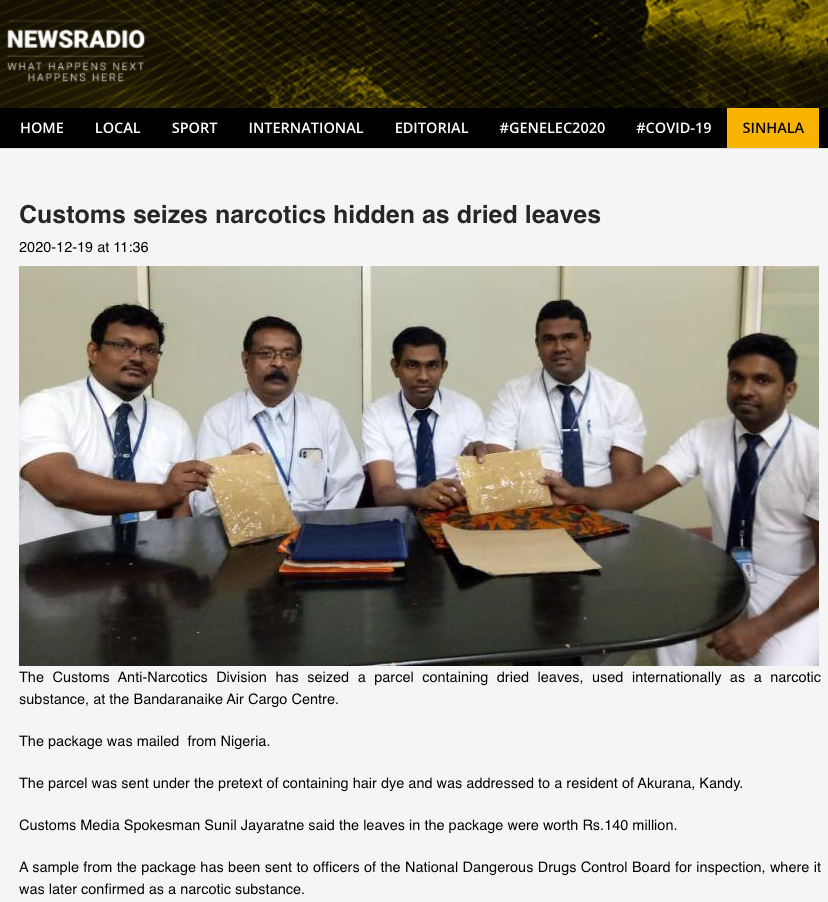 NEWSRADIO
WHAT HAPPENS NEXT
HAPPENS HERE
HOME LOCAL SPORT INTERNATIONAL EDITORIAL #GENELEC2020 #COVID-19 SINHALA
Customs seizes narcotics hidden as dried leaves
2020-12-19 at 11:36
The Customs Anti-Narcotics Division has seized a parcel containing dried leaves, used internationally as a narcotic
substance, at the Bandaranaike Air Cargo Centre.
The package was mailed  from Nigeria.
The parcel was sent under the pretext of containing hair dye and was addressed to a resident of Akurana, Kandy.
Customs Media Spokesman Sunil Jayaratne said the leaves in the package were worth Rs.140 million.
A sample from the package has been sent to officers of the National Dangerous Drugs Control Board for inspection, where it
was later confirmed as a narcotic substance.